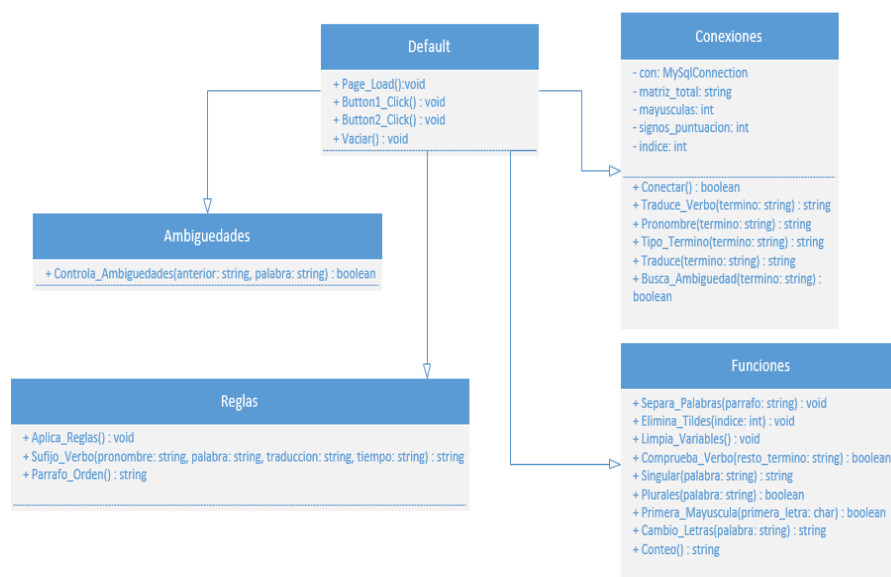 Default
+ Page_Load():void
+ Button1_Click() : void
+ Button2_Click() : void
+ Vaciar() : void
Conexiones
- con: MySqlConnection
- matriz_total: string
- mayusculas: int
- signos_puntuacion: int
- indice: int
+ Conectar() : boolean
+ Traduce_Verbo(termino: string) : string
+ Pronombre(termino: string) : string
+ Tipo_Termino(termino: string) : string
+ Traduce(termino: string) : string
+ Busca_Ambiguedad(termino: string) :
boolean
Ambiguedades
+ Controla_Ambiguedades(anterior: string, palabra: string) : boolean
Reglas
+ Aplica_Reglas() : void
+ Sufijo_Verbo(pronombre: string, palabra: string, traduccion: string, tiempo: string) : string
+ Parrafo_Orden() : string
Funciones
+ Separa_Palabras(parrafo: string) : void
+ Elimina_Tildes(indice: int) : void
+ Limpia_Variables() : void
+ Comprueba_Verbo(resto_termino: string) : boolean
+ Singular(palabra: string) : string
+ Plurales(palabra: string) : boolean
+ Primera_Mayuscula(primera_letra: char) : boolean
+ Cambio_Letras(palabra: string) : string
+ Conteo() : string